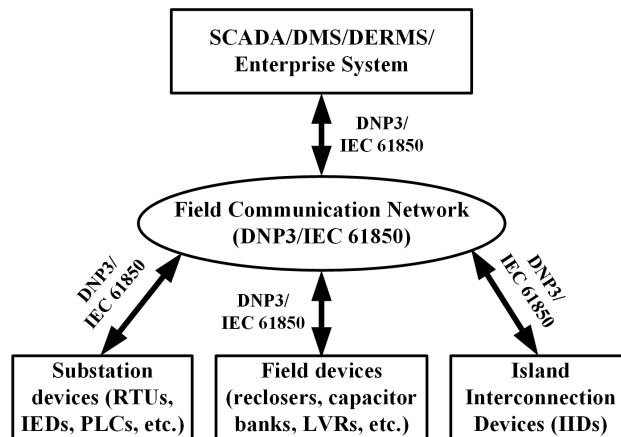 SCADA/DMS/DERMS/
Enterprise System
DNP3/
IEC 61850
Field Communication Network
(DNP3/IEC 61850)
DNP3/
IEC 61850
DNP3/
IEC 61850
DNP3/
IEC 61850
Substation
devices (RTUs,
IEDs, PLCs, etc.)
Field devices
(reclosers, capacitor
banks, LVRs, etc.)
Island
Interconnection
Devices (IIDs)